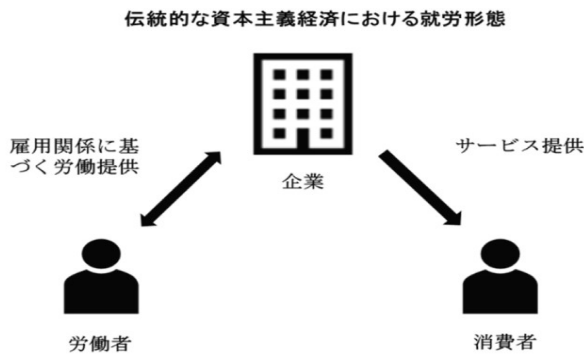 伝統的な資本主義経済における就労形態
雇用関係に基
づく労働提供
サービス提供
企業
労働者
消費者